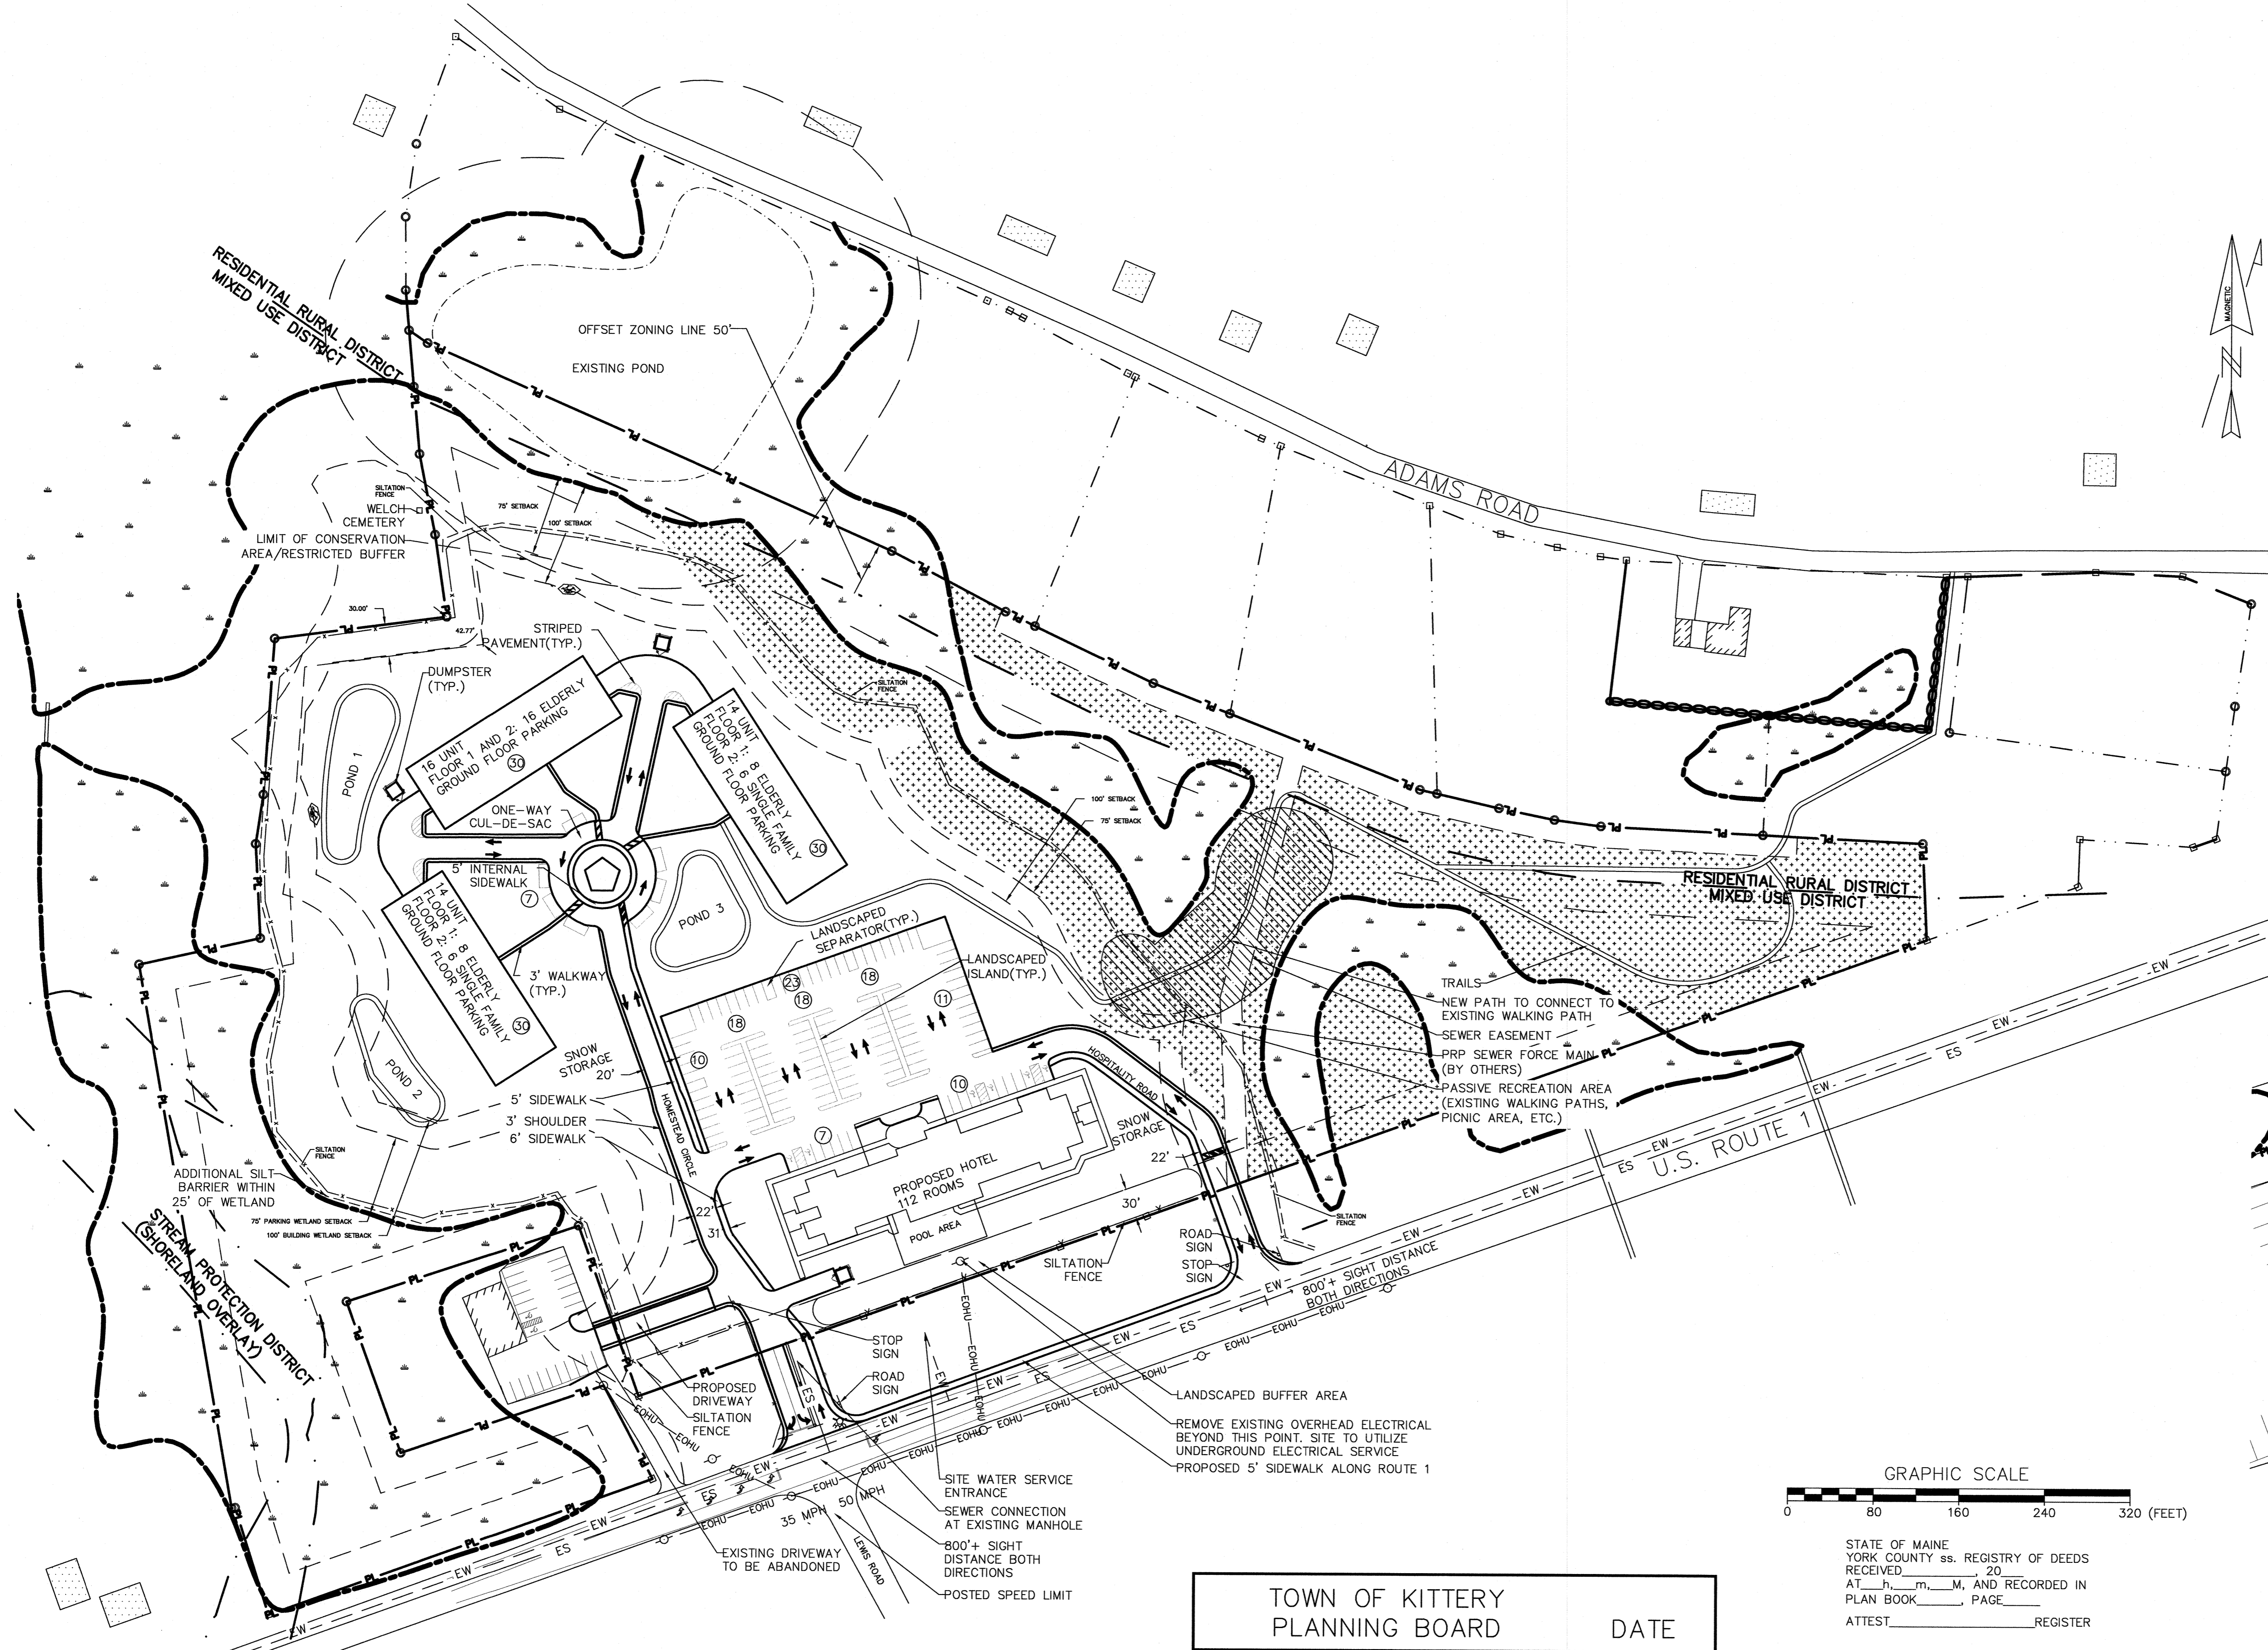 RESIDENTIAL RURAL DISTRICT
MIXED USE DISTRICT
OFFSET ZONING LINE 50'
EXISTING POND
ADAMS ROAD
MAGNETIC
N
SILTATION
FENCE
WELCH
CEMETERY
LIMIT OF CONSERVATION
AREA/RESTRICTED BUFFER
75' SETBACK
100' SETBACK
30.00'
42.77'
STRIPED
PAVEMENT(TYP.)
DUMPSTER
(TYP.)
SILTATION
FENCE
POND 1
16 UNIT
FLOOR 1 AND 2: 16 ELDERLY
GROUND FLOOR PARKING
30
14 UNIT
FLOOR 1: 8 ELDERLY
FLOOR 2: 6 SINGLE FAMILY
GROUND FLOOR PARKING
30
ONE-WAY
CUL-DE-SAC
5' INTERNAL
SIDEWALK
7
14 UNIT
FLOOR 1: 8 ELDERLY
FLOOR 2: 6 SINGLE FAMILY
GROUND FLOOR PARKING
30
3' WALKWAY
(TYP.)
POND 3
LANDSCAPED
SEPARATOR(TYP.)
LANDSCAPED
ISLAND(TYP.)
100' SETBACK
75' SETBACK
RESIDENTIAL RURAL DISTRICT
MIXED USE DISTRICT
23
18
18
18
11
10
10
7
POND 2
SNOW
STORAGE
20'
5' SIDEWALK
3' SHOULDER
6' SIDEWALK
HOMESTEAD CIRCLE
HOSPITALITY ROAD
SNOW
STORAGE
22'
PROPOSED HOTEL
112 ROOMS
POOL AREA
30'
22'
31'
TRAILS
NEW PATH TO CONNECT TO
EXISTING WALKING PATH
SEWER EASEMENT
PRP SEWER FORCE MAIN
(BY OTHERS)
PASSIVE RECREATION AREA
(EXISTING WALKING PATHS,
PICNIC AREA, ETC.)
SILTATION
FENCE
ADDITIONAL SILT
BARRIER WITHIN
25' OF WETLAND
75' PARKING WETLAND SETBACK
100' BUILDING WETLAND SETBACK
STREAM PROTECTION DISTRICT
(SHORELAND OVERLAY)
SILTATION
FENCE
ROAD
SIGN
STOP
SIGN
SILTATION
FENCE
800'+ SIGHT DISTANCE
BOTH DIRECTIONS
U.S. ROUTE 1
STOP
SIGN
ROAD
SIGN
PROPOSED
DRIVEWAY
SILTATION
FENCE
LANDSCAPED BUFFER AREA
REMOVE EXISTING OVERHEAD ELECTRICAL
BEYOND THIS POINT. SITE TO UTILIZE
UNDERGROUND ELECTRICAL SERVICE
PROPOSED 5' SIDEWALK ALONG ROUTE 1
SITE WATER SERVICE
ENTRANCE
SEWER CONNECTION
AT EXISTING MANHOLE
800'+ SIGHT
DISTANCE BOTH
DIRECTIONS
POSTED SPEED LIMIT
35 MPH 50 MPH
LEWIS ROAD
EXISTING DRIVEWAY
TO BE ABANDONED
TOWN OF KITTERY
PLANNING BOARD DATE
GRAPHIC SCALE
0 80 160 240 320 (FEET)
STATE OF MAINE
YORK COUNTY ss. REGISTRY OF DEEDS
RECEIVED________, 20___
AT___h,___m,___M, AND RECORDED IN
PLAN BOOK______, PAGE_____
ATTEST____________________REGISTER